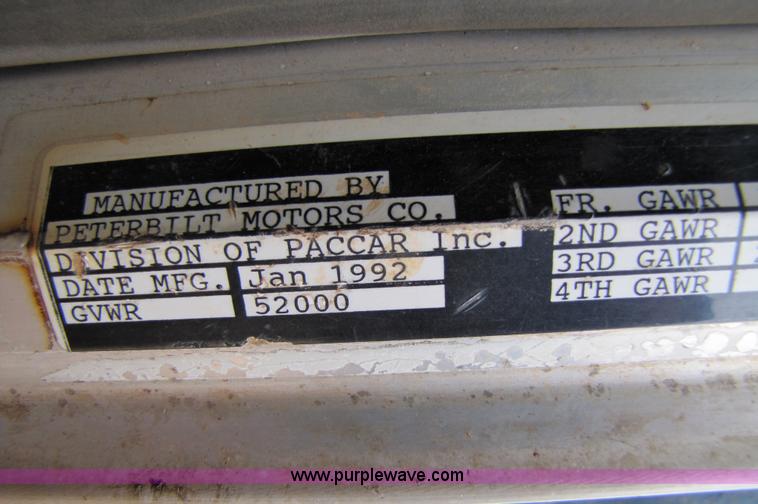 MANUFACTURED BY
PETERBILT MOTORS CO.
DIVISION OF PACCAR Inc.
DATE MFG. Jan 1992
GVWR 52000
FR. GAWR
2ND GAWR
3RD GAWR
4TH GAWR
www.purplewave.com